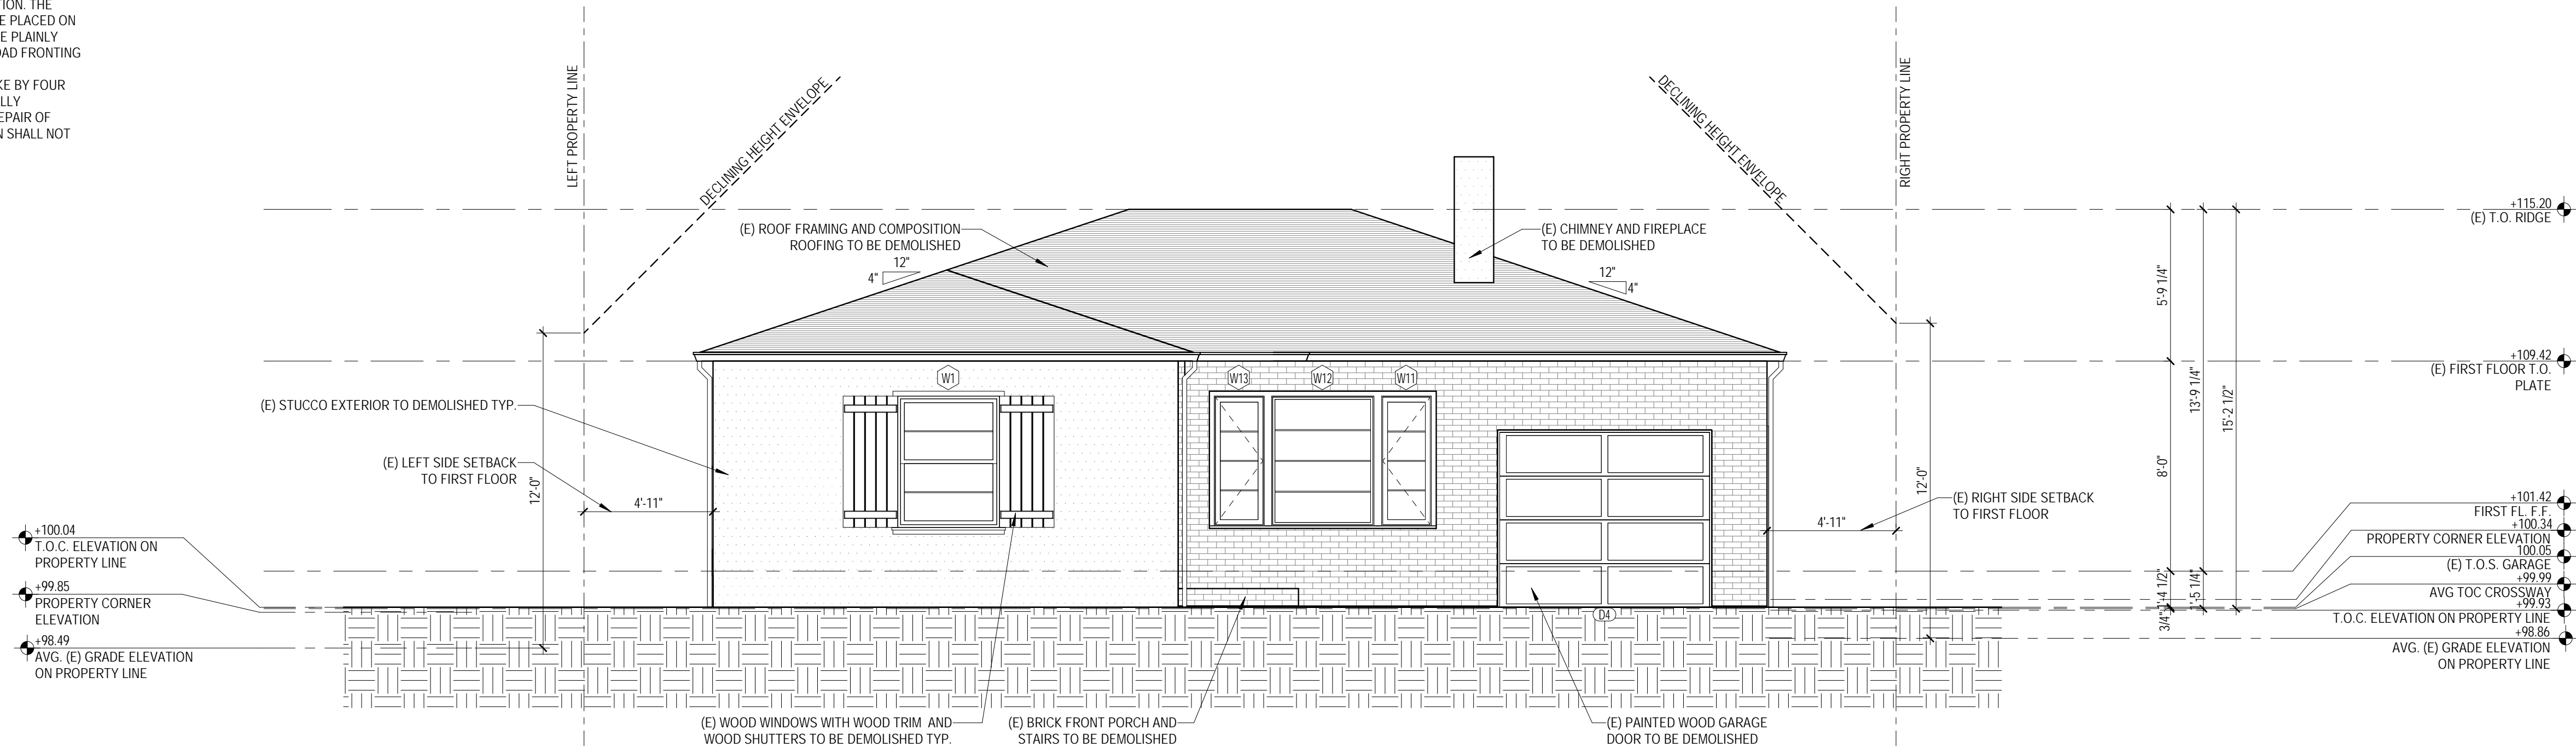 TION. THE
E PLACED ON
E PLAINLY
OAD FRONTING
KE BY FOUR
LLY
EPAIR OF
N SHALL NOT
LEFT PROPERTY LINE
DECLINING HEIGHT ENVELOPE
DECLINING HEIGHT ENVELOPE
RIGHT PROPERTY LINE
(E) ROOF FRAMING AND COMPOSITION
ROOFING TO BE DEMOLISHED
12"
4"
(E) CHIMNEY AND FIREPLACE
TO BE DEMOLISHED
12"
4"
+115.20
(E) T.O. RIDGE
5'-9 1/4"
13'-9 1/4"
15'-2 1/2"
+109.42
(E) FIRST FLOOR T.O.
PLATE
W1
W13
W12
W11
(E) STUCCO EXTERIOR TO DEMOLISHED TYP.
(E) LEFT SIDE SETBACK
TO FIRST FLOOR
12'-0"
4'-11"
4'-11"
12'-0"
(E) RIGHT SIDE SETBACK
TO FIRST FLOOR
8'-0"
+101.42
FIRST FL. F.F.
+100.34
PROPERTY CORNER ELEVATION
100.05
(E) T.O.S. GARAGE
+99.99
AVG TOC CROSSWAY
+99.93
T.O.C. ELEVATION ON PROPERTY LINE
+98.86
AVG. (E) GRADE ELEVATION
ON PROPERTY LINE
1'-4 1/2"
3/4"
1'-5 1/4"
+100.04
T.O.C. ELEVATION ON
PROPERTY LINE
+99.85
PROPERTY CORNER
ELEVATION
+98.49
AVG. (E) GRADE ELEVATION
ON PROPERTY LINE
D4
(E) WOOD WINDOWS WITH WOOD TRIM AND
WOOD SHUTTERS TO BE DEMOLISHED TYP.
(E) BRICK FRONT PORCH AND
STAIRS TO BE DEMOLISHED
(E) PAINTED WOOD GARAGE
DOOR TO BE DEMOLISHED